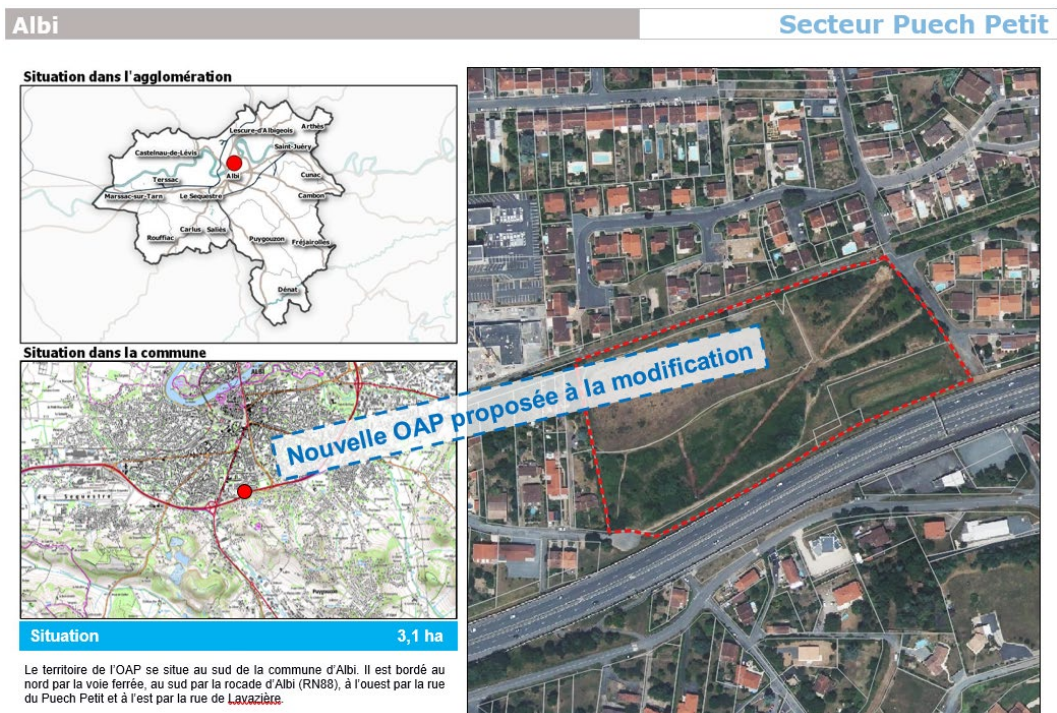 Albi
Secteur Puech Petit
Situation dans l'agglomération
Lescure-d'Albigeois
Arthès
Saint-Juéry
Castelnau-de-Lévis
Albi
Cunac
Terssac
Marssac-sur-Tarn
Le Sequestre
Cambon
Carlus
Saliès
Rouffiac
Puygouzon
Fréjairolles
Dénat
Situation dans la commune
Nouvelle OAP proposée à la modification
Situation
3,1 ha
Le territoire de l'OAP se situe au sud de la commune d'Albi. Il est bordé au
nord par la voie ferrée, au sud par la rocade d'Albi (RN88), à l'ouest par la rue
du Puech Petit et à l'est par la rue de Lavazière.